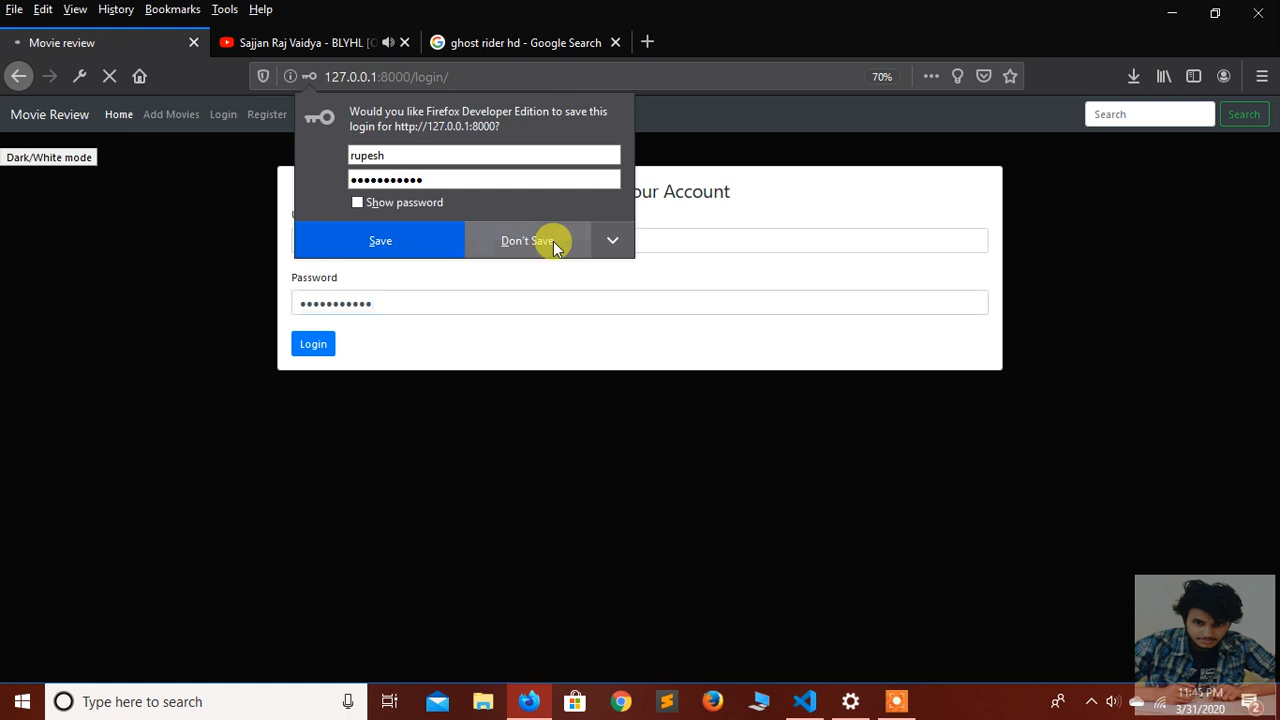 File Edit View History Bookmarks Tools Help
Movie review
Sajjan Raj Vaidya - BLYHL [O
ghost rider hd - Google Search
127.0.0.1:8000/login/
70%
Movie Review Home Add Movies Login Register
Search Search
Would you like Firefox Developer Edition to save this
login for http://127.0.0.1:8000?
Dark/White mode
rupesh
Show password
our Account
Save Don't Save
Password
Login
Type here to search
11:45 PM
3/31/2020
2